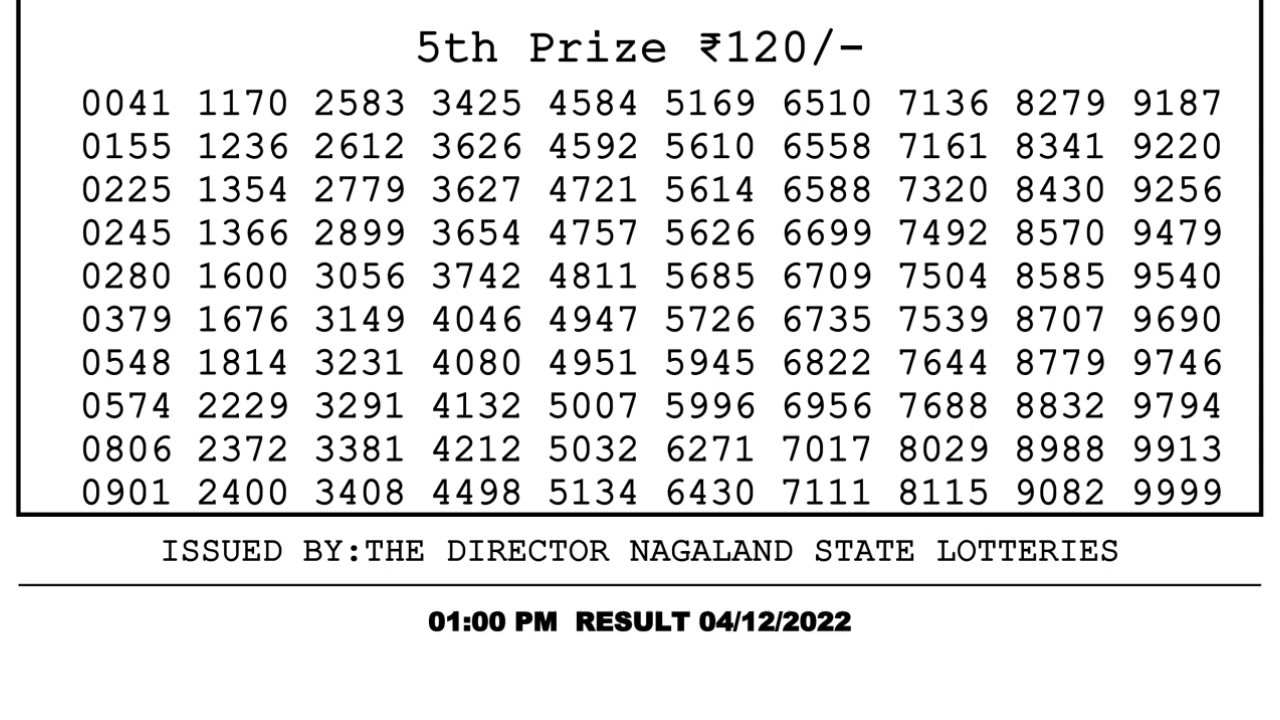 5th Prize ₹120/-
0041 1170 2583 3425 4584 5169 6510 7136 8279 9187
0155 1236 2612 3626 4592 5610 6558 7161 8341 9220
0225 1354 2779 3627 4721 5614 6588 7320 8430 9256
0245 1366 2899 3654 4757 5626 6699 7492 8570 9479
0280 1600 3056 3742 4811 5685 6709 7504 8585 9540
0379 1676 3149 4046 4947 5726 6735 7539 8707 9690
0548 1814 3231 4080 4951 5945 6822 7644 8779 9746
0574 2229 3291 4132 5007 5996 6956 7688 8832 9794
0806 2372 3381 4212 5032 6271 7017 8029 8988 9913
0901 2400 3408 4498 5134 6430 7111 8115 9082 9999
ISSUED BY:THE DIRECTOR NAGALAND STATE LOTTERIES
01:00 PM RESULT 04/12/2022